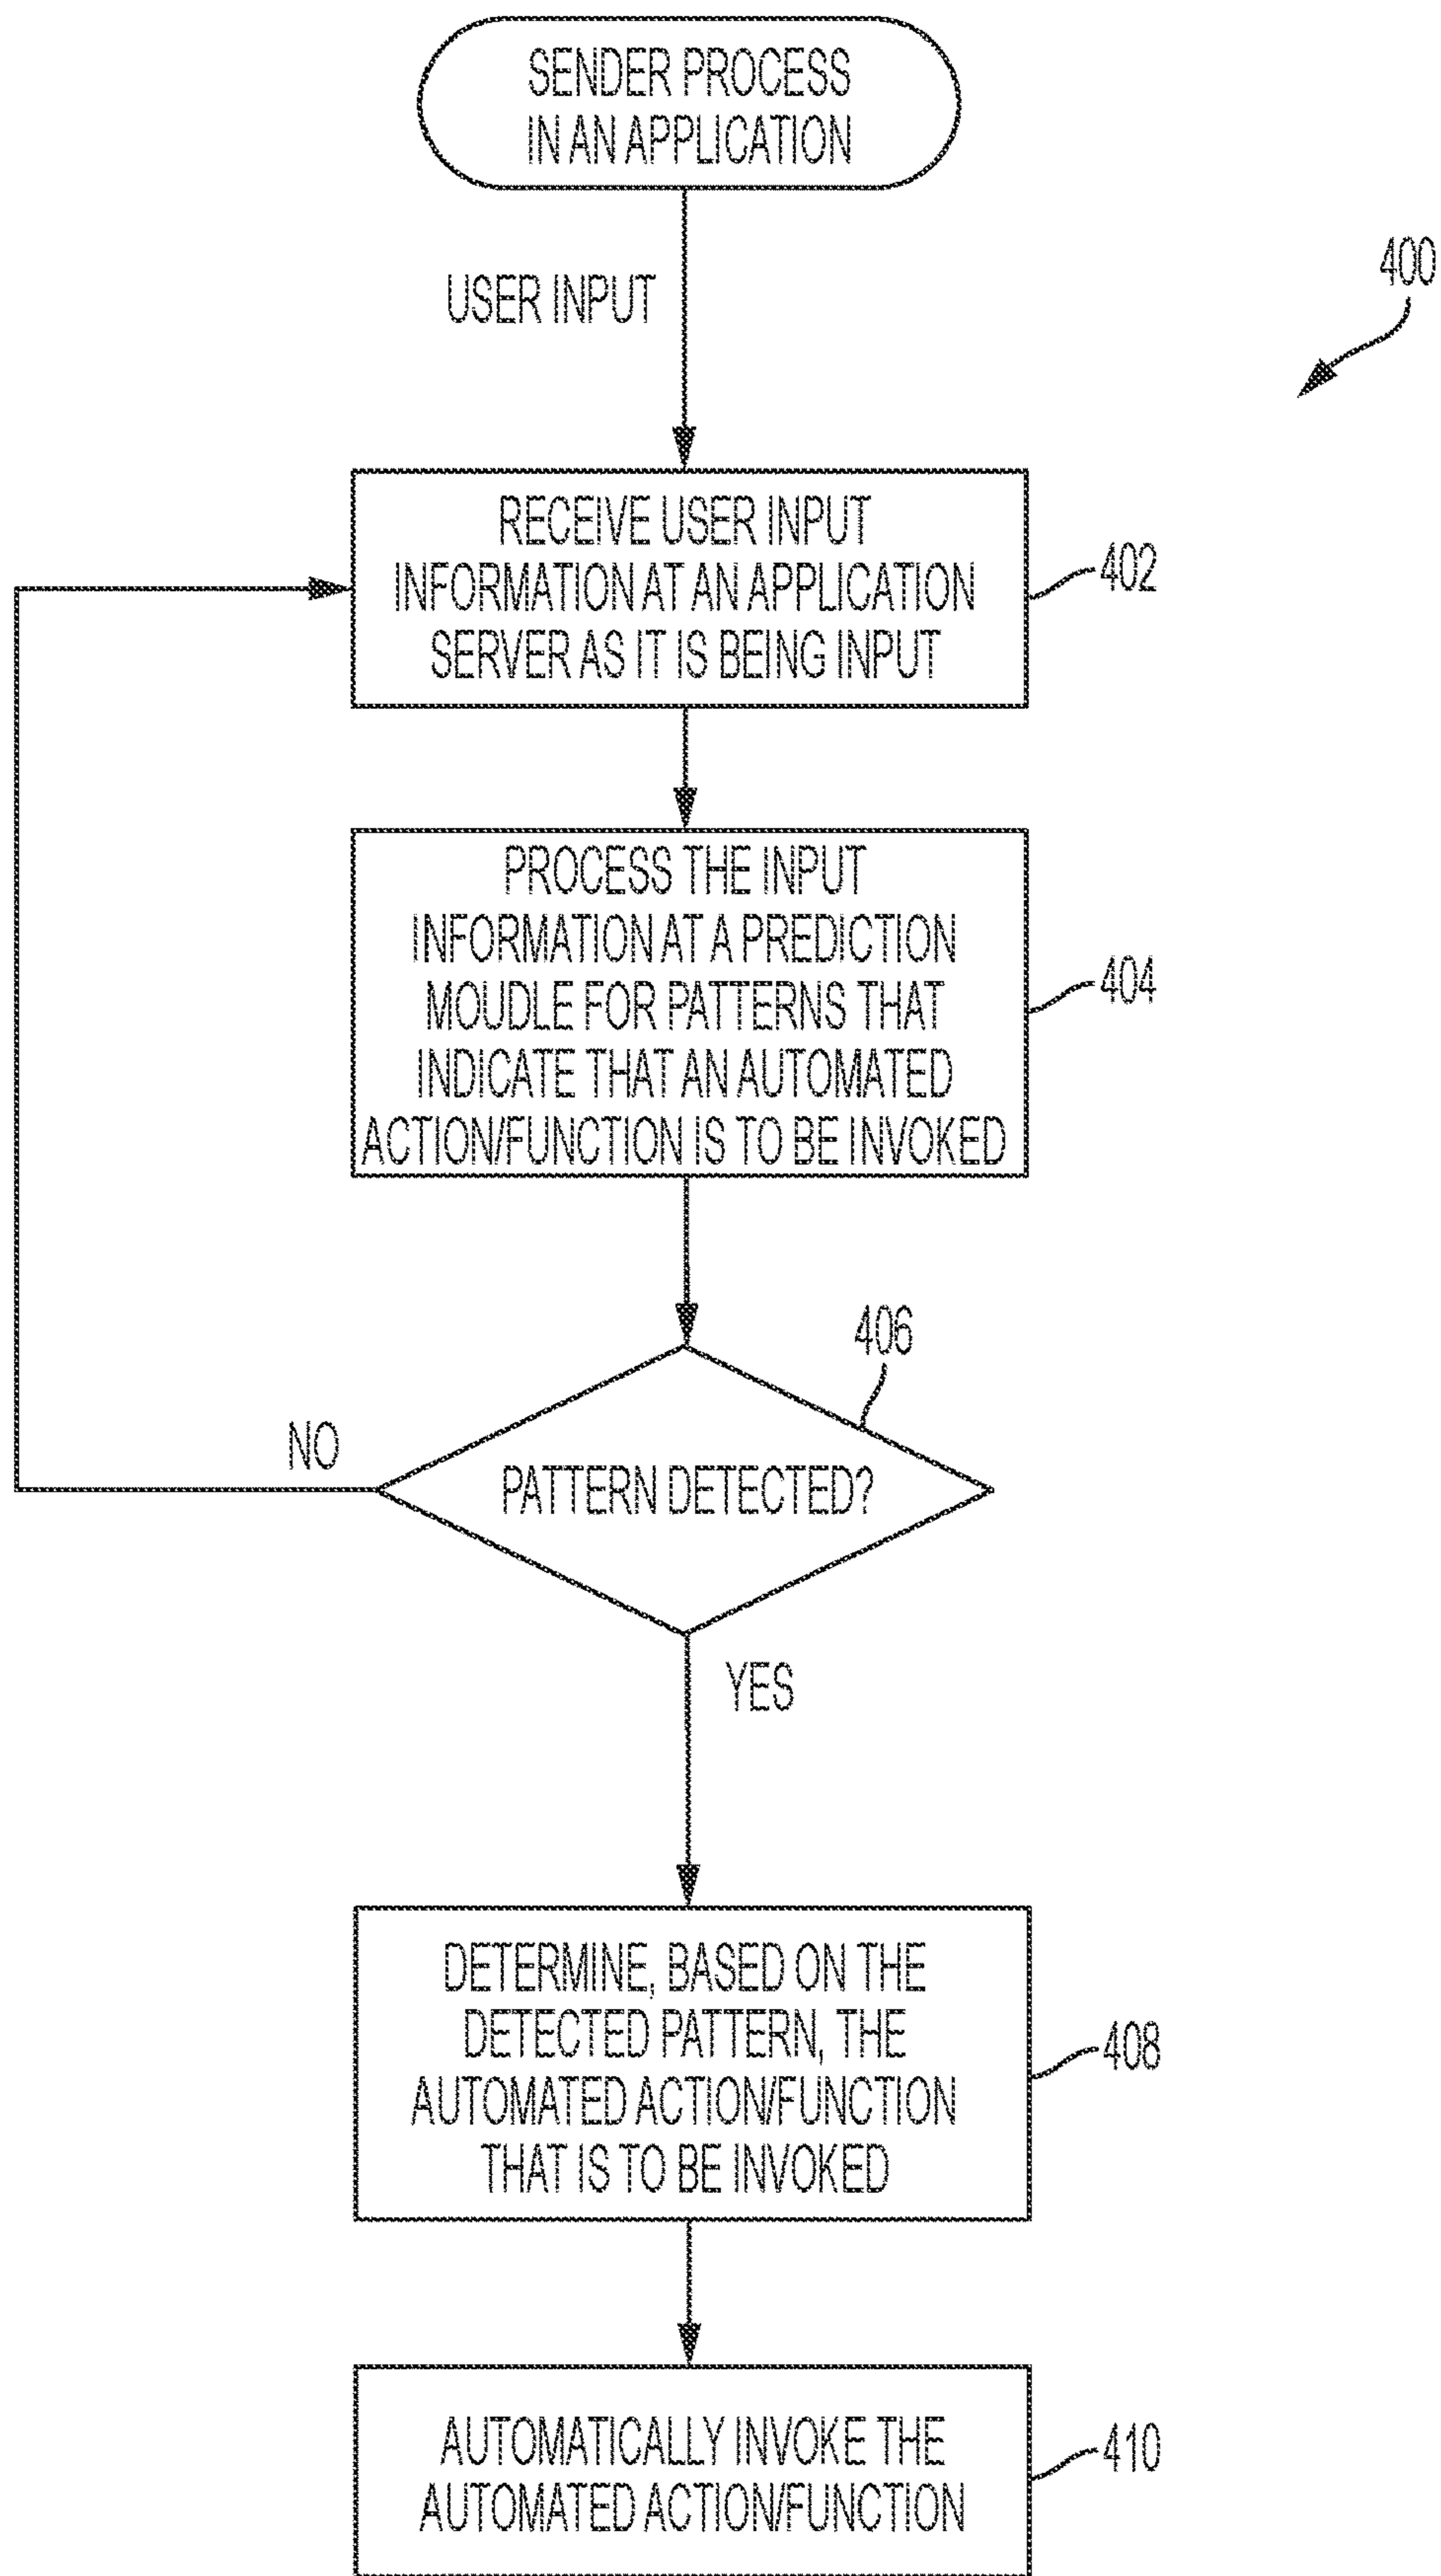 SENDER PROCESS
IN AN APPLICATION
USER INPUT
400
RECEIVE USER INPUT
INFORMATION AT AN APPLICATION
SERVER AS IT IS BEING INPUT
402
PROCESS THE INPUT
INFORMATION AT A PREDICTION
MOUDLE FOR PATTERNS THAT
INDICATE THAT AN AUTOMATED
ACTION/FUNCTION IS TO BE INVOKED
404
406
NO
PATTERN DETECTED?
YES
DETERMINE, BASED ON THE
DETECTED PATTERN, THE
AUTOMATED ACTION/FUNCTION
THAT IS TO BE INVOKED
408
AUTOMATICALLY INVOKE THE
AUTOMATED ACTION/FUNCTION
410